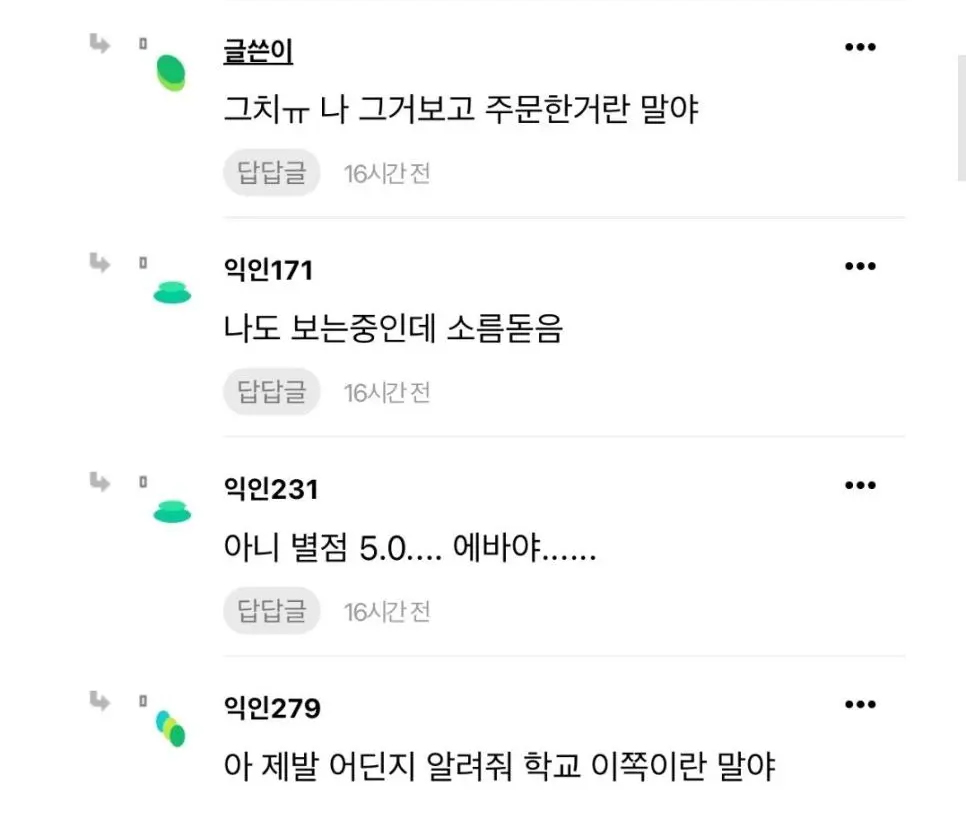 글쓴이
그치ㅠ 나 그거보고 주문한거란 말야
답답글 16시간 전
익인171
나도 보는중인데 소름돋음
답답글 16시간 전
익인231
아니 별점 5.0.... 에바야......
답답글 16시간 전
익인279
아 제발 어딘지 알려줘 학교 이쪽이란 말야